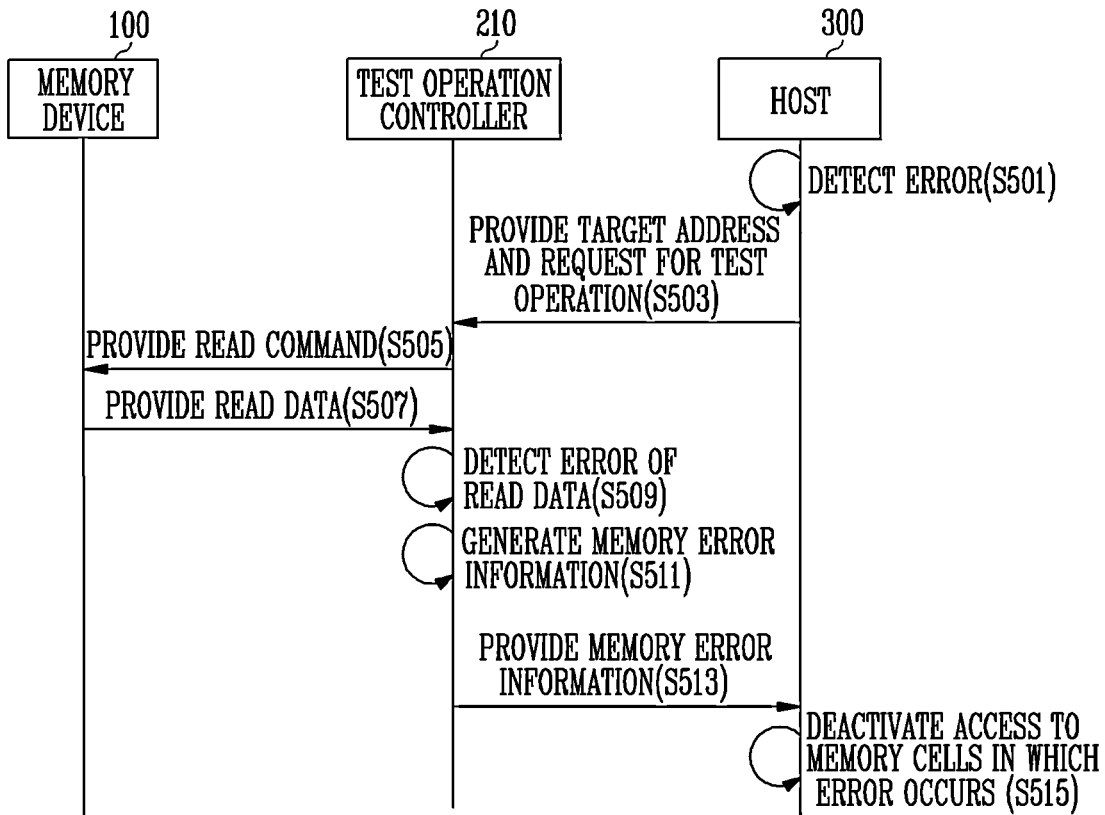 100
210
300
MEMORY
DEVICE
TEST OPERATION
CONTROLLER
HOST
DETECT ERROR(S501)
PROVIDE TARGET ADDRESS
AND REQUEST FOR TEST
OPERATION(S503)
PROVIDE READ COMMAND(S505)
PROVIDE READ DATA(S507)
DETECT ERROR OF
READ DATA(S509)
GENERATE MEMORY ERROR
INFORMATION(S511)
PROVIDE MEMORY ERROR
INFORMATION(S513)
DEACTIVATE ACCESS TO
MEMORY CELLS IN WHICH
ERROR OCCURS (S515)